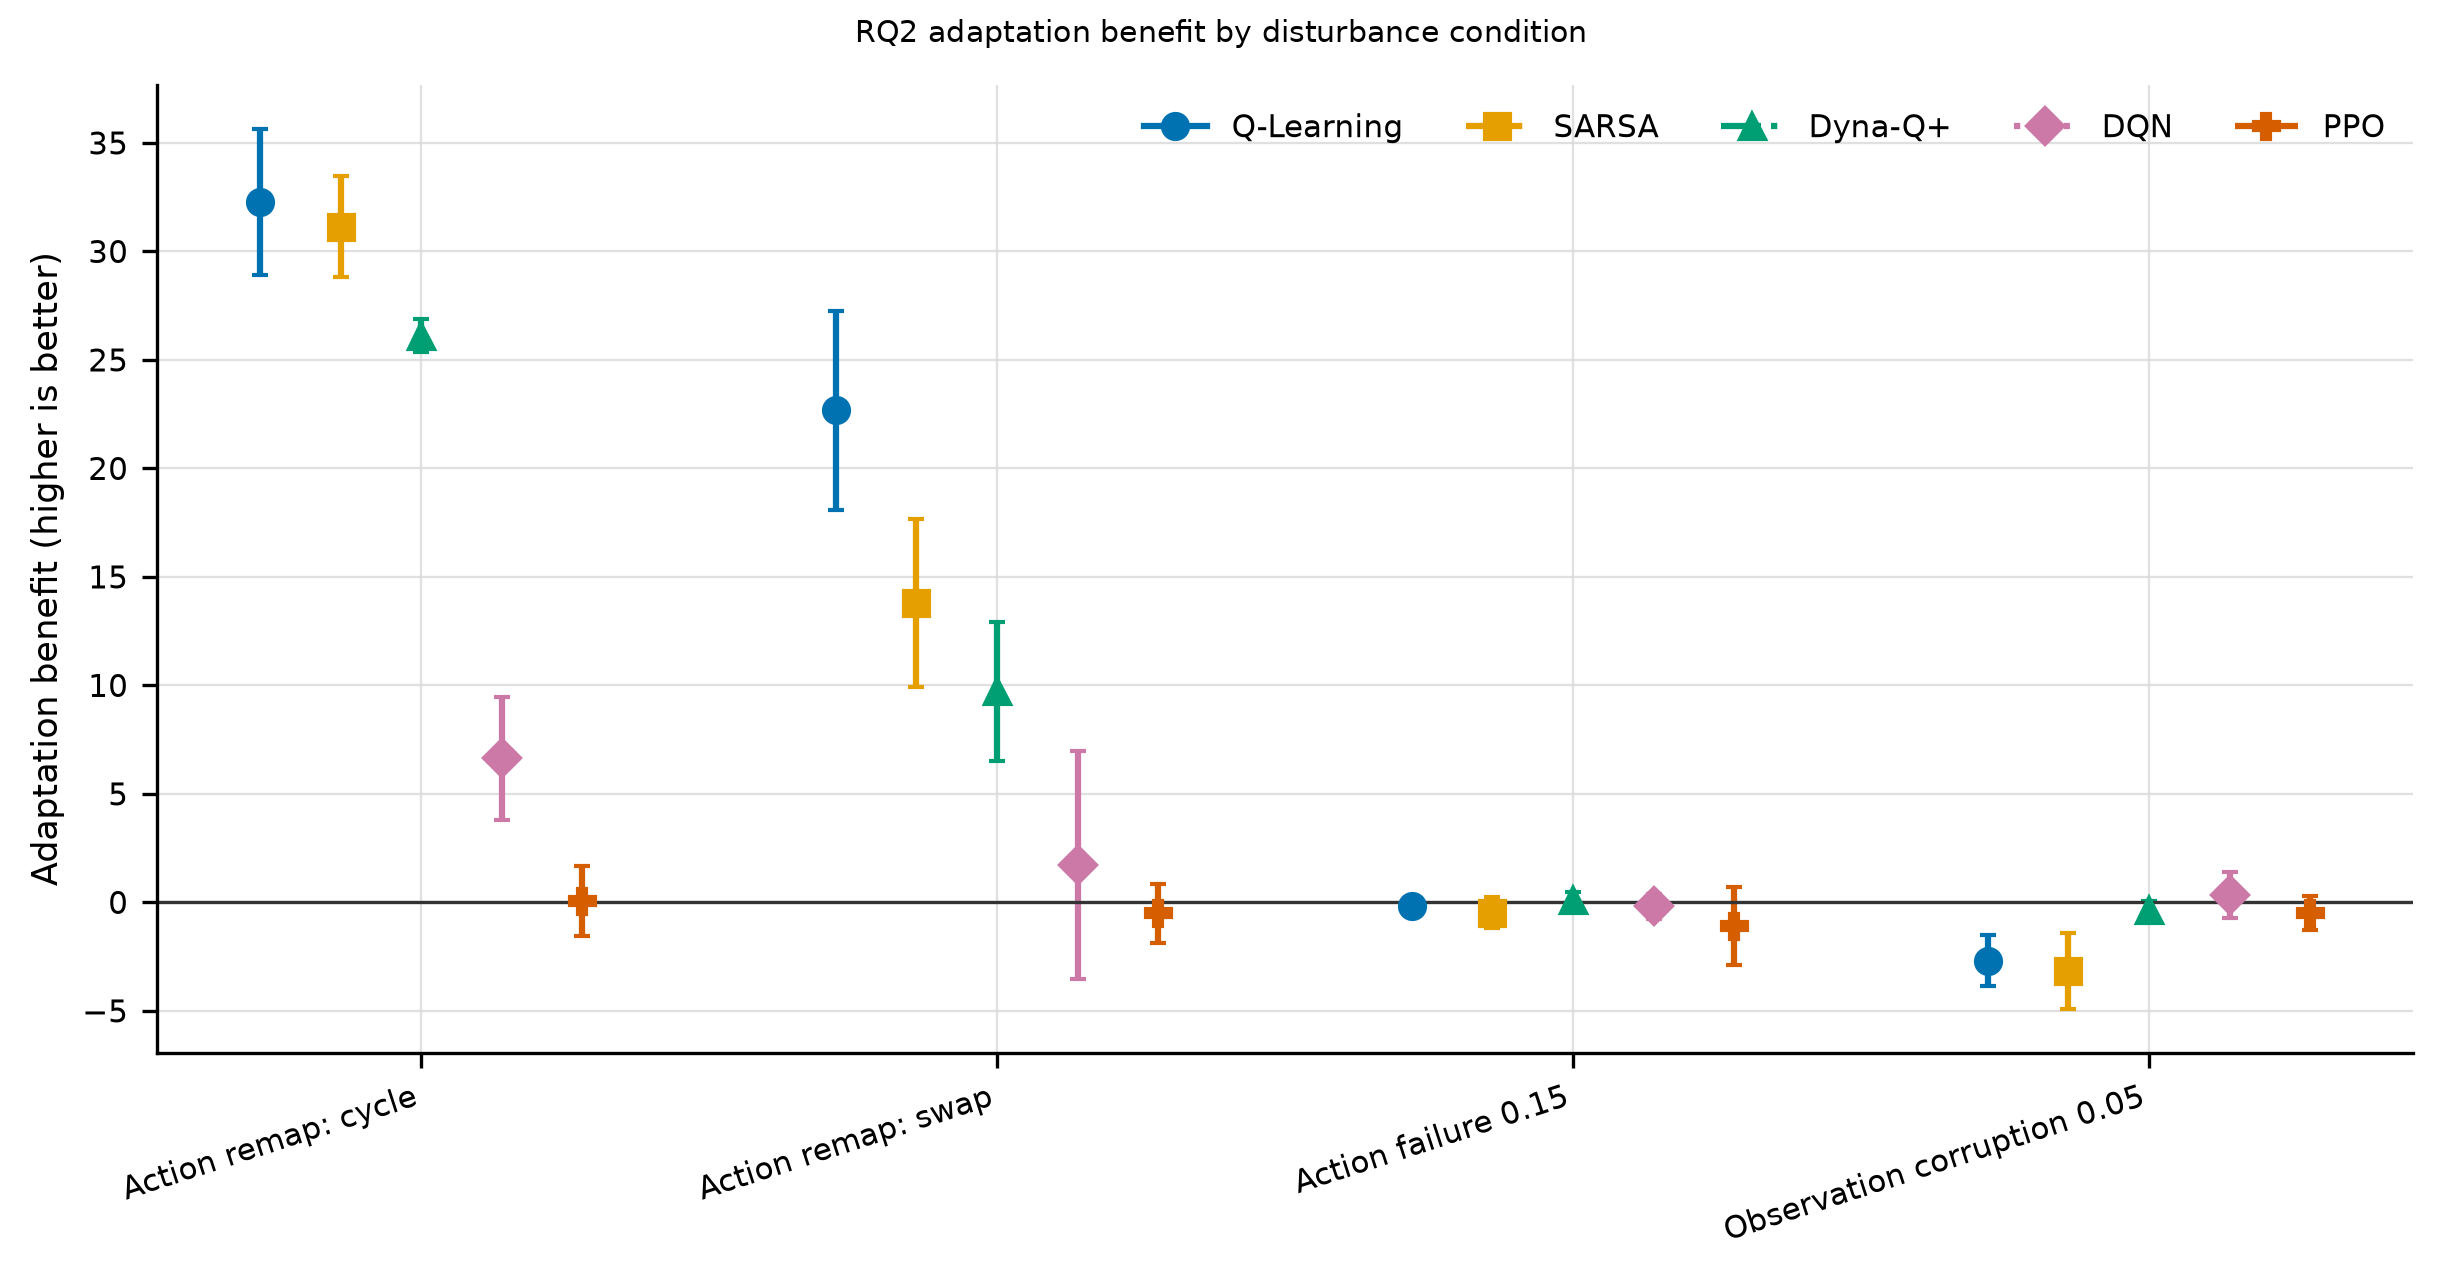 RQ2 adaptation benefit by disturbance condition
Q-Learning SARSA Dyna-Q+ DQN PPO
Adaptation benefit (higher is better)
35
30
25
20
15
10
5
0
−5
Action remap: cycle
Action remap: swap
Action failure 0.15
Observation corruption 0.05